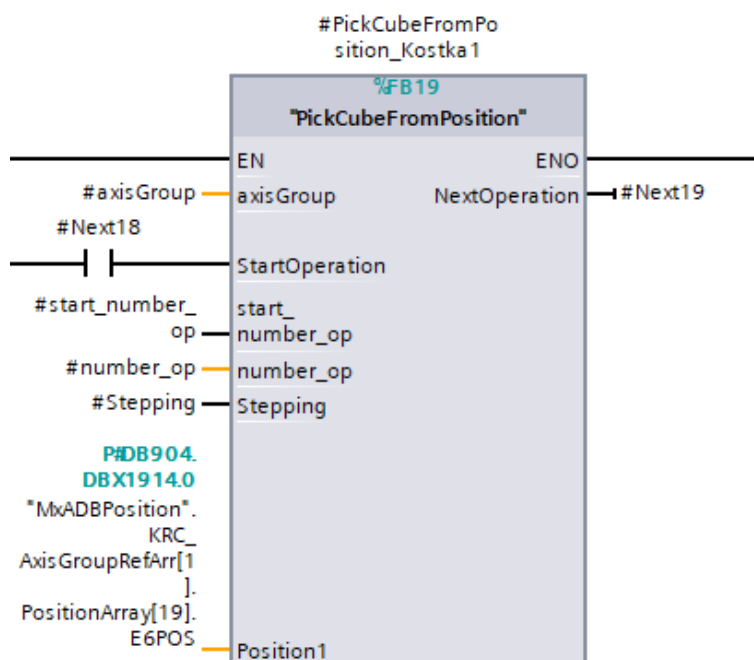 #PickCubeFromPo
sition_Kostka1
%FB19
"PickCubeFromPosition"
EN
ENO
#axisGroup
axisGroup
NextOperation
#Next19
#Next18
StartOperation
#start_number_
op
start_
number_op
#number_op
number_op
#Stepping
Stepping
P#DB904.
DBX1914.0
"MxADBPosition".
KRC_
AxisGroupRefArr[1
].
PositionArray[19].
E6POS
Position1